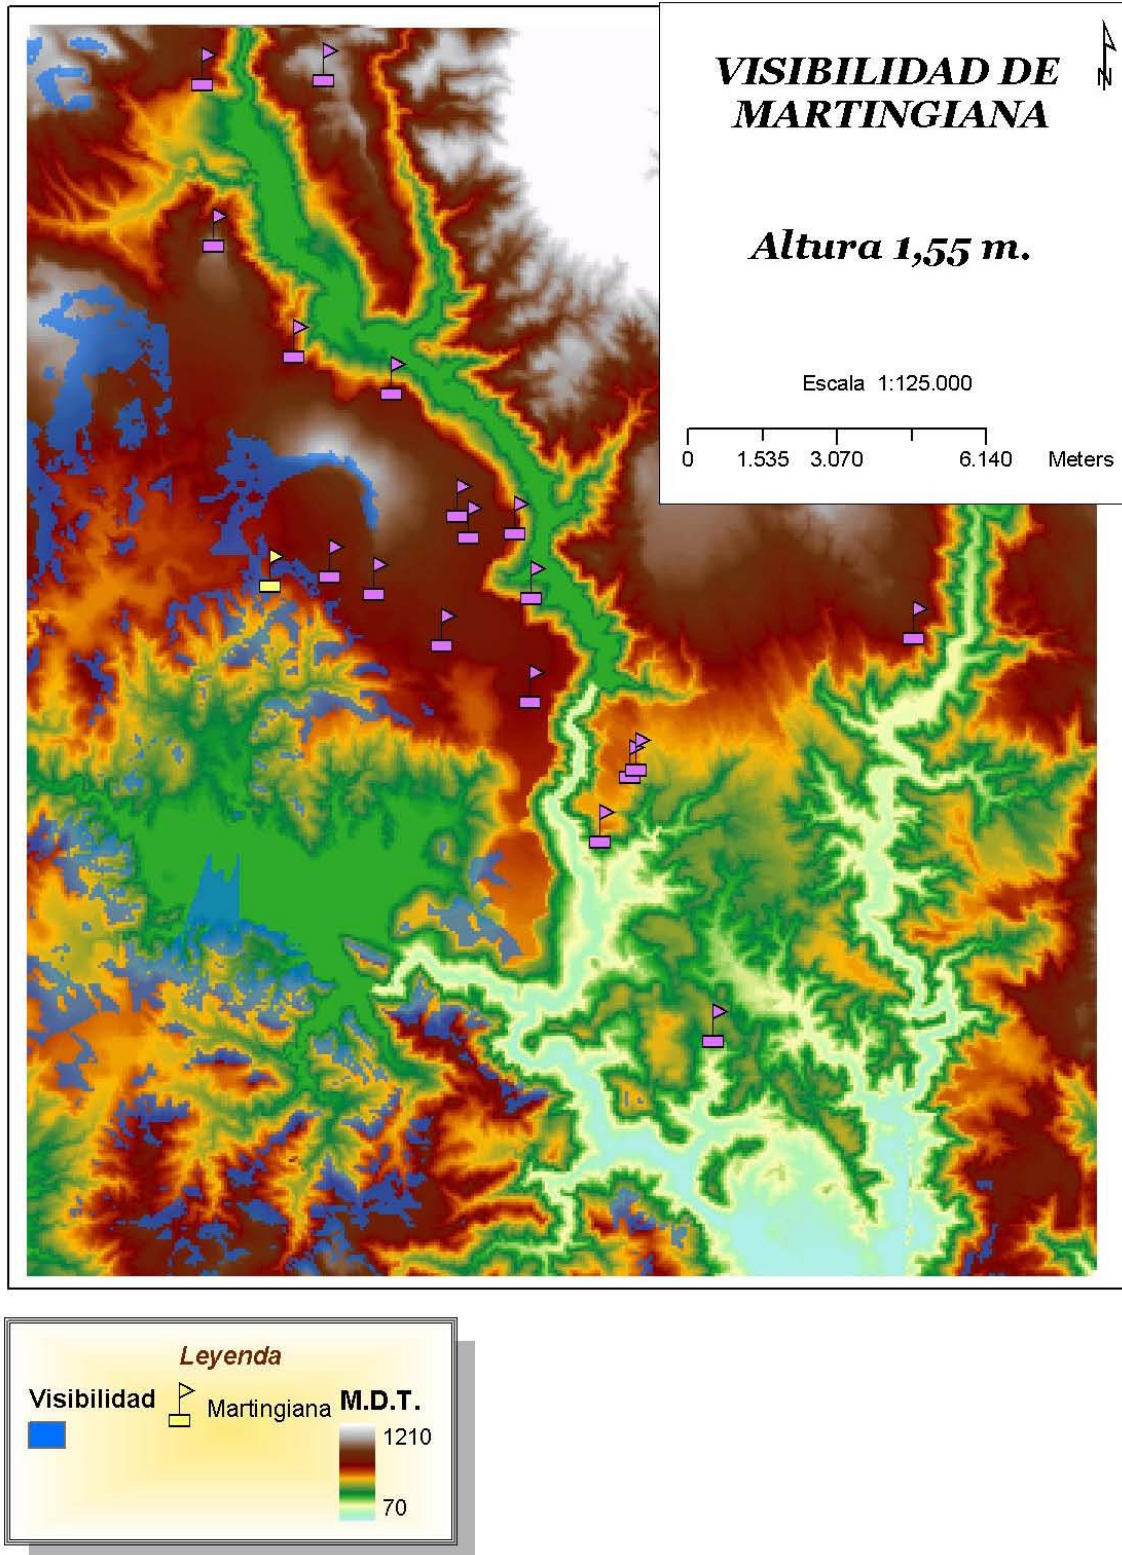 VISIBILIDAD DE
MARTINGIANA
N
Altura 1,55 m.
Escala 1:125.000
0 1.535 3.070 6.140 Meters
Leyenda
Visibilidad Martingiana M.D.T.
1210
70